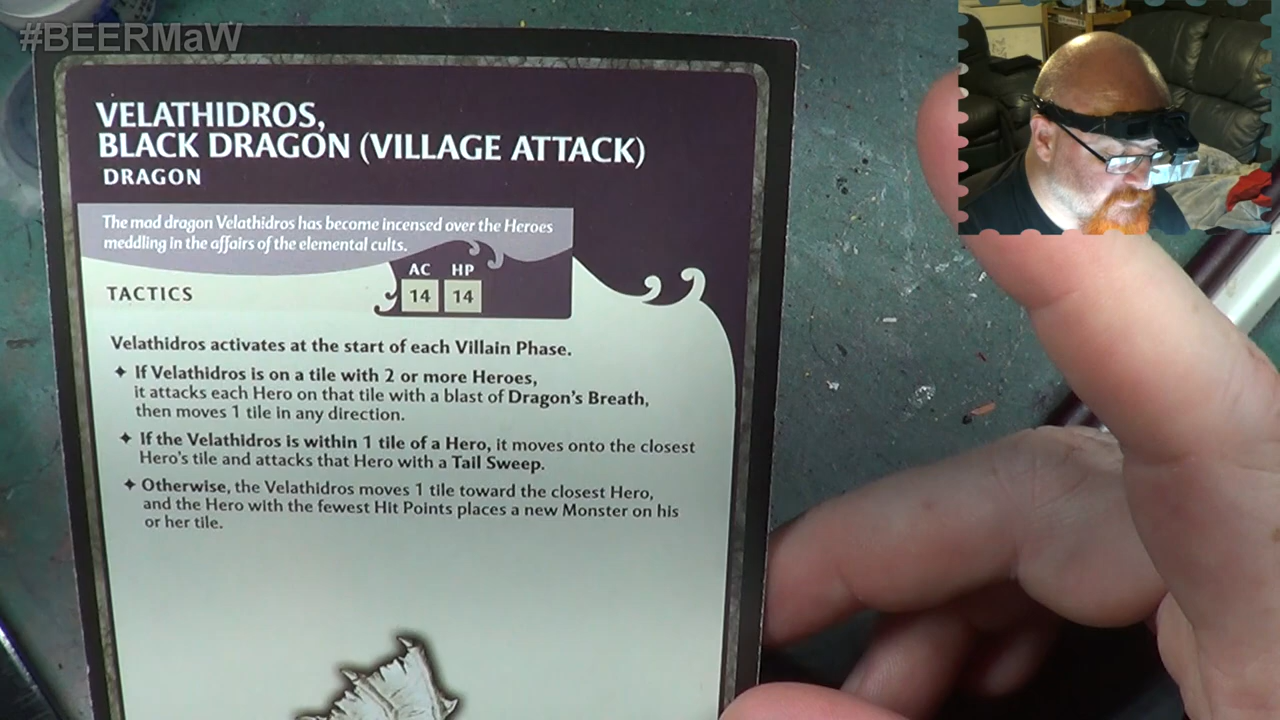 #BEERMaW
VELATHIDROS,
BLACK DRAGON (VILLAGE ATTACK)
DRAGON
The mad dragon Velathidros has become incensed over the Heroes
meddling in the affairs of the elemental cults.
AC HP
14 14
TACTICS
Velathidros activates at the start of each Villain Phase.
✦ If Velathidros is on a tile with 2 or more Heroes,
it attacks each Hero on that tile with a blast of Dragon's Breath,
then moves 1 tile in any direction.
✦ If the Velathidros is within 1 tile of a Hero, it moves onto the closest
Hero's tile and attacks that Hero with a Tail Sweep.
✦ Otherwise, the Velathidros moves 1 tile toward the closest Hero,
and the Hero with the fewest Hit Points places a new Monster on his
or her tile.